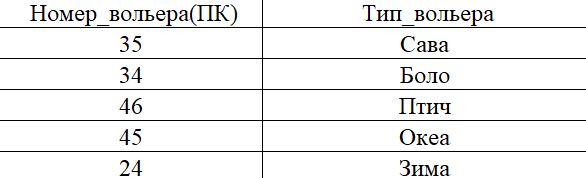 Номер_вольера(ПК) Тип_вольера
35 Сава
34 Боло
46 Птич
45 Океа
24 Зима